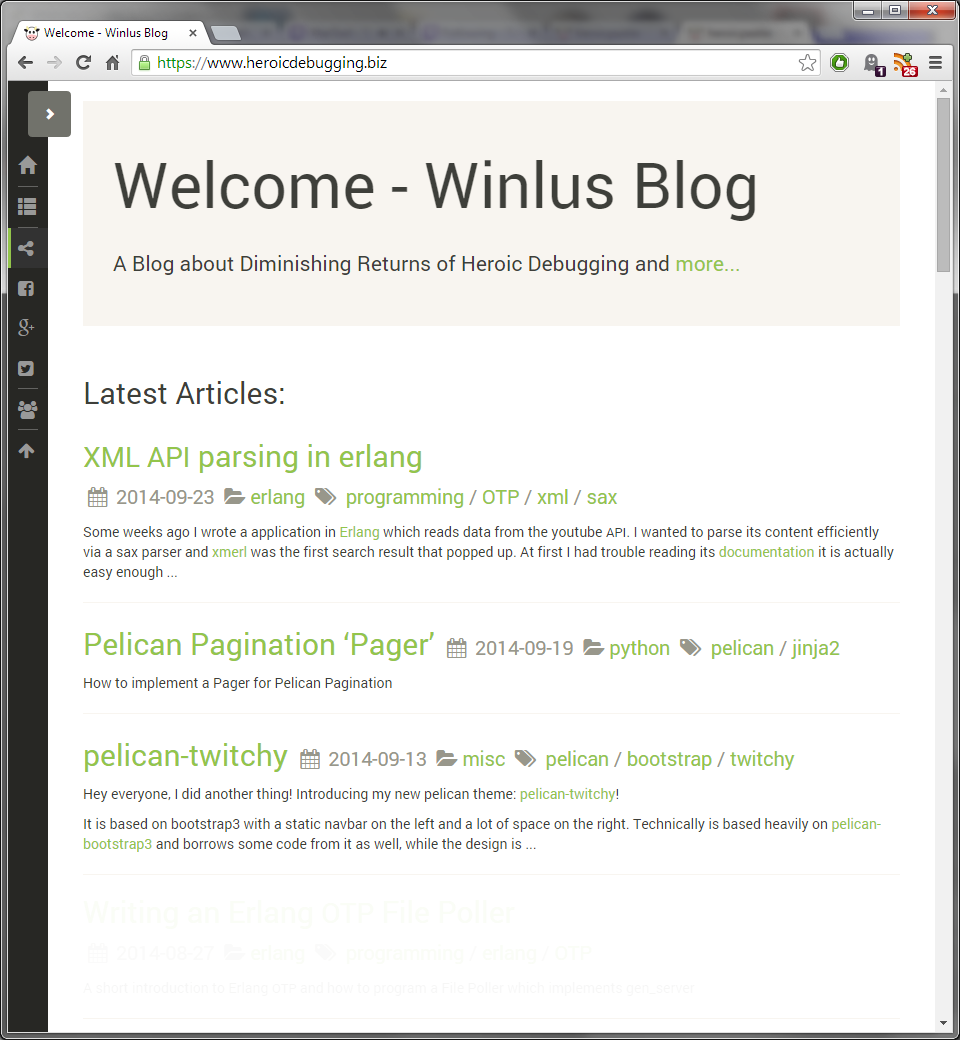 Welcome - Winlus Blog
https://www.heroicdebugging.biz
1
26
Welcome - Winlus Blog
A Blog about Diminishing Returns of Heroic Debugging and more...
Latest Articles:
XML API parsing in erlang
2014-09-23 erlang programming / OTP / xml / sax
Some weeks ago I wrote a application in Erlang which reads data from the youtube API. I wanted to parse its content efficiently
via a sax parser and xmerl was the first search result that popped up. At first I had trouble reading its documentation it is actually
easy enough ...
Pelican Pagination ‘Pager’ 2014-09-19 python pelican / jinja2
How to implement a Pager for Pelican Pagination
pelican-twitchy 2014-09-13 misc pelican / bootstrap / twitchy
Hey everyone, I did another thing! Introducing my new pelican theme: pelican-twitchy!
It is based on bootstrap3 with a static navbar on the left and a lot of space on the right. Technically is based heavily on pelican-
bootstrap3 and borrows some code from it as well, while the design is ...
Writing an Erlang OTP File Poller
2014-08-27 erlang programming / erlang / OTP
A short introduction to Erlang OTP and how to program a File Poller which implements gen_server